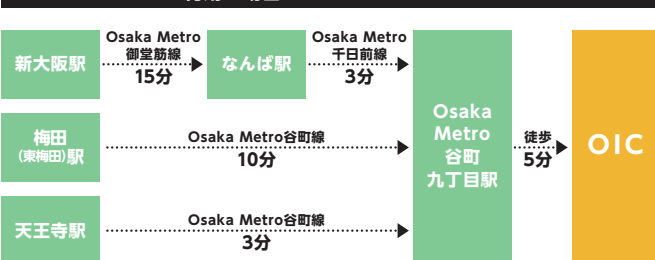 新大阪駅
Osaka Metro
御堂筋線
15分
なんば駅
Osaka Metro
千日前線
3分
梅田
(東梅田)駅
Osaka Metro谷町線
10分
天王寺駅
Osaka Metro谷町線
3分
Osaka
Metro
谷町
九丁目駅
徒歩
5分
OIC